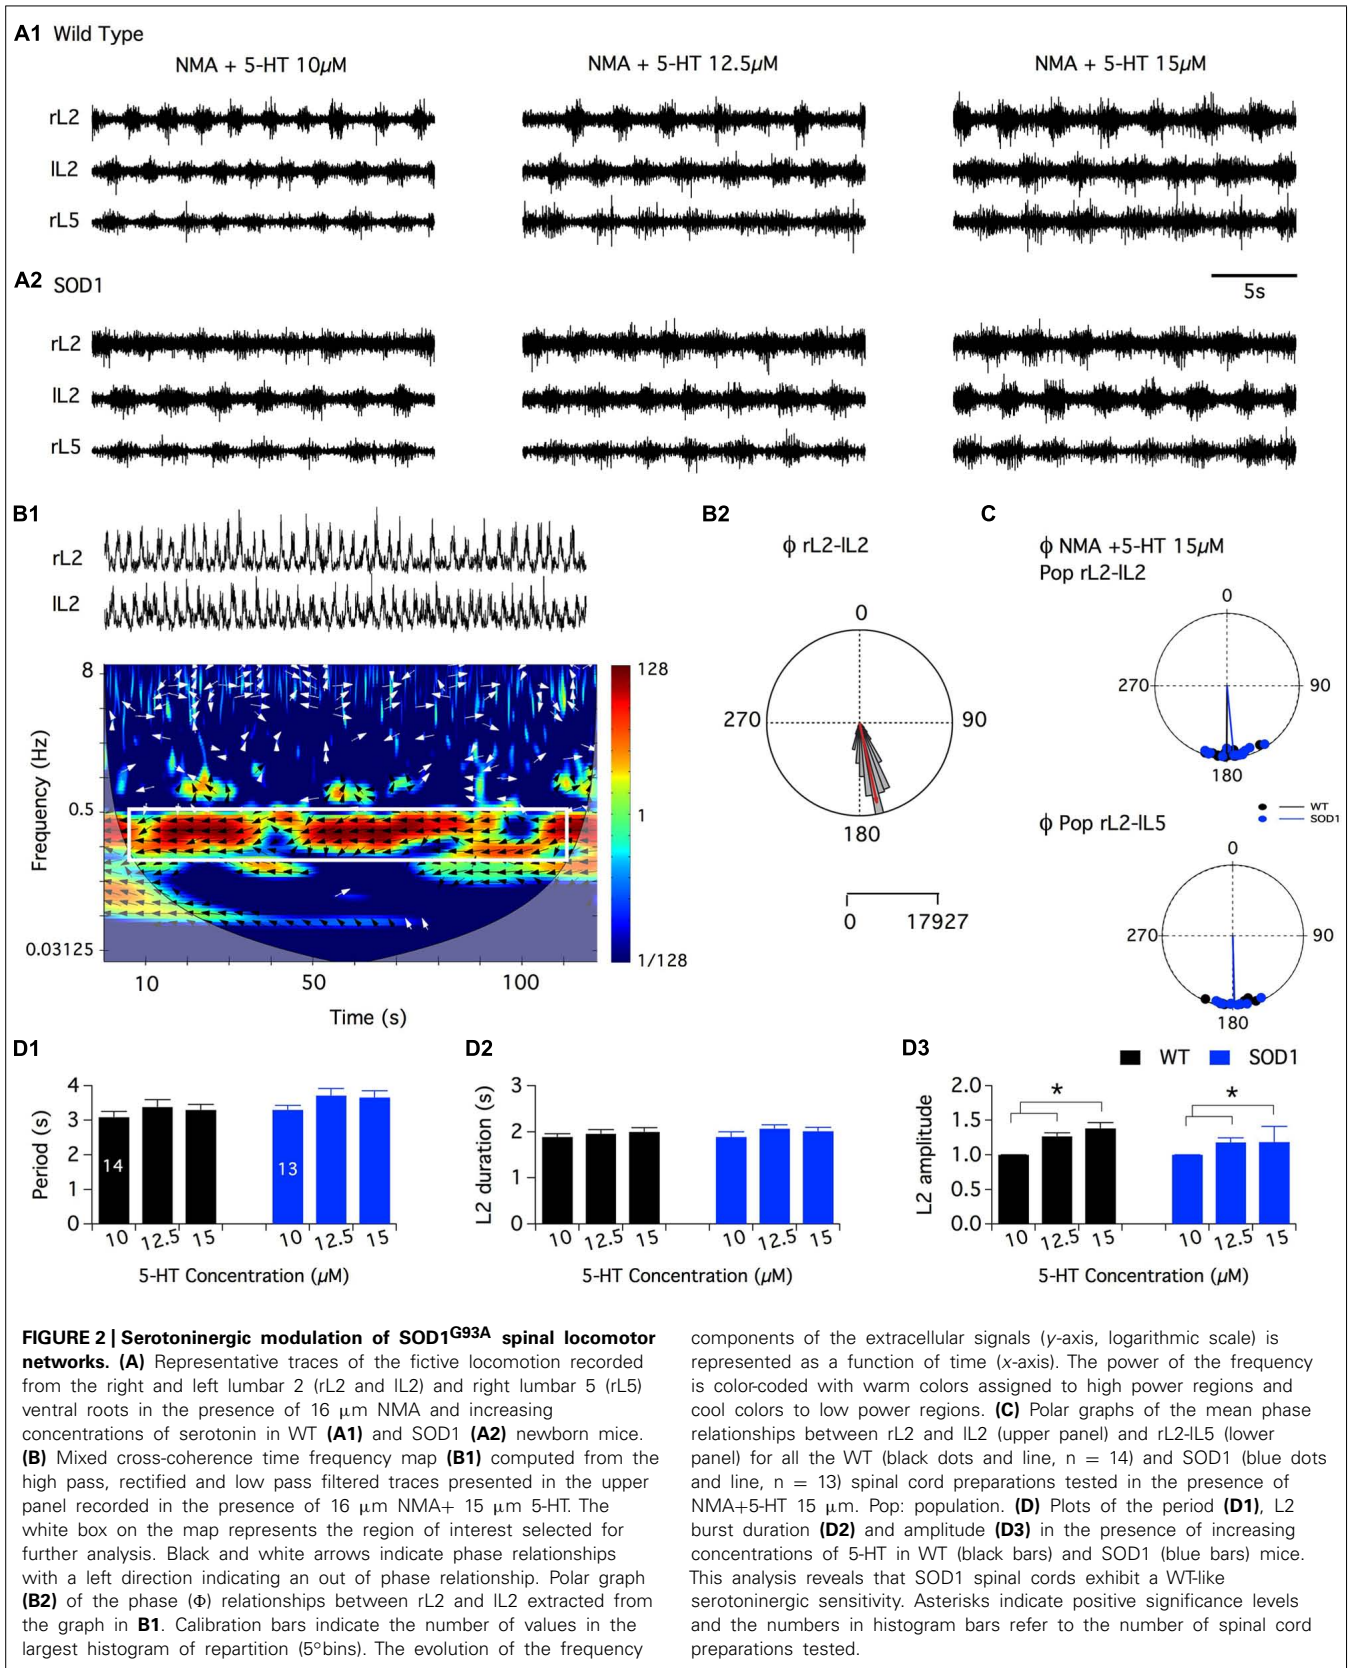 A1 Wild Type
NMA + 5-HT 10µM NMA + 5-HT 12.5µM NMA + 5-HT 15µM
rL2
lL2
rL5
A2 SOD1
5s
rL2
lL2
rL5
B1 B2 C
rL2
lL2
ϕ rL2-lL2
0
270 90
180
0 17927
ϕ NMA +5-HT 15µM
Pop rL2-lL2
0
270 90
180
WT
SOD1
ϕ Pop rL2-lL5
0
270 90
180
8
0.5
0.03125
Frequency (Hz)
128
1
1/128
10 50 100
Time (s)
D1 D2 D3
WT SOD1
Period (s)
4
3
2
1
0
14 13
10 12.5 15 10 12.5 15
5-HT Concentration (µM)
L2 duration (s)
3
2
1
0
10 12.5 15 10 12.5 15
5-HT Concentration (µM)
L2 amplitude
2.0
1.5
1.0
0.5
0.0
* *
10 12.5 15 10 12.5 15
5-HT Concentration (µM)
FIGURE 2 | Serotoninergic modulation of SOD1G93A spinal locomotor
networks. (A) Representative traces of the fictive locomotion recorded
from the right and left lumbar 2 (rL2 and lL2) and right lumbar 5 (rL5)
ventral roots in the presence of 16 µm NMA and increasing
concentrations of serotonin in WT (A1) and SOD1 (A2) newborn mice.
(B) Mixed cross-coherence time frequency map (B1) computed from the
high pass, rectified and low pass filtered traces presented in the upper
panel recorded in the presence of 16 µm NMA+ 15 µm 5-HT. The
white box on the map represents the region of interest selected for
further analysis. Black and white arrows indicate phase relationships
with a left direction indicating an out of phase relationship. Polar graph
(B2) of the phase (Φ) relationships between rL2 and lL2 extracted from
the graph in B1. Calibration bars indicate the number of values in the
largest histogram of repartition (5°bins). The evolution of the frequency
components of the extracellular signals (y-axis, logarithmic scale) is
represented as a function of time (x-axis). The power of the frequency
is color-coded with warm colors assigned to high power regions and
cool colors to low power regions. (C) Polar graphs of the mean phase
relationships between rL2 and lL2 (upper panel) and rL2-lL5 (lower
panel) for all the WT (black dots and line, n = 14) and SOD1 (blue dots
and line, n = 13) spinal cord preparations tested in the presence of
NMA+5-HT 15 µm. Pop: population. (D) Plots of the period (D1), L2
burst duration (D2) and amplitude (D3) in the presence of increasing
concentrations of 5-HT in WT (black bars) and SOD1 (blue bars) mice.
This analysis reveals that SOD1 spinal cords exhibit a WT-like
serotoninergic sensitivity. Asterisks indicate positive significance levels
and the numbers in histogram bars refer to the number of spinal cord
preparations tested.